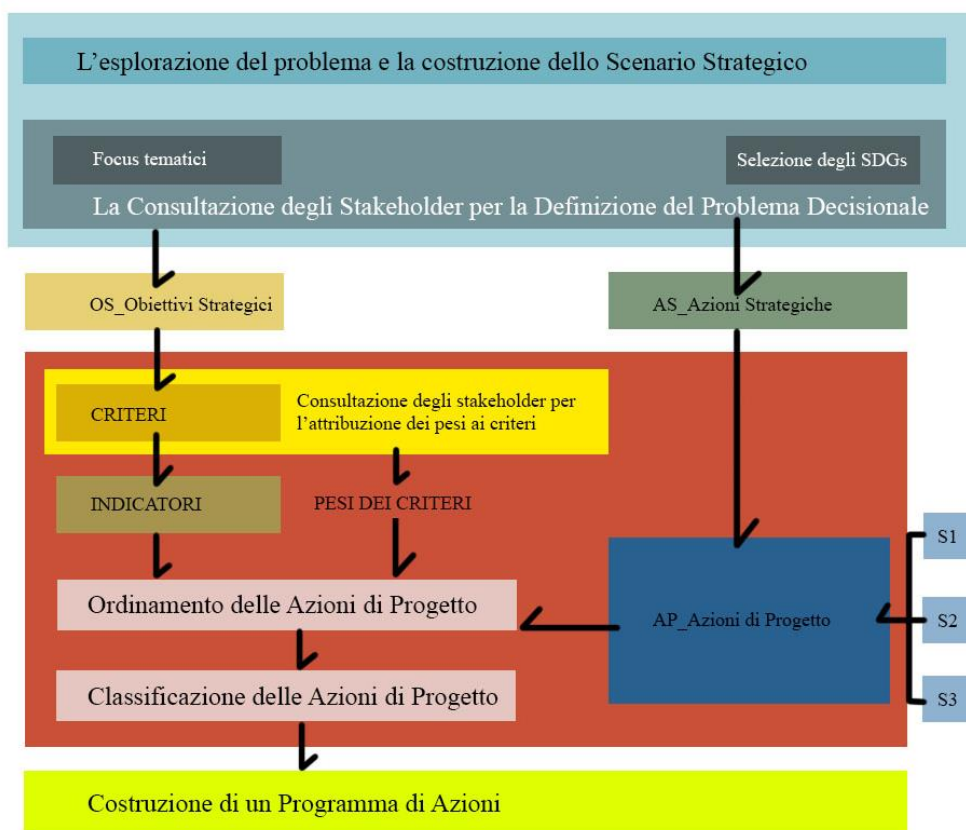 L’esplorazione del problema e la costruzione dello Scenario Strategico
Focus tematici
Selezione degli SDGs
La Consultazione degli Stakeholder per la Definizione del Problema Decisionale
OS_Obiettivi Strategici
AS_Azioni Strategiche
CRITERI
Consultazione degli stakeholder per
l’attribuzione dei pesi ai criteri
INDICATORI
PESI DEI CRITERI
S1
Ordinamento delle Azioni di Progetto
AP_Azioni di Progetto
S2
Classificazione delle Azioni di Progetto
S3
Costruzione di un Programma di Azioni